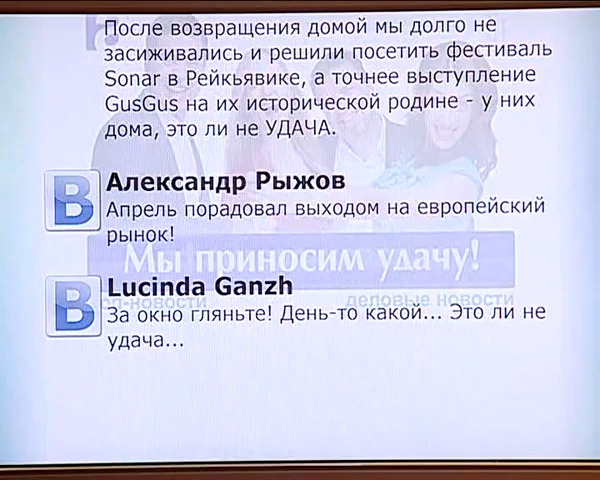 После возвращения домой мы долго не
засиживались и решили посетить фестиваль
Sonar в Рейкьявике, а точнее выступление
GusGus на их исторической родине - у них
дома, это ли не УДАЧА.
В
Александр Рыжов
Апрель порадовал выходом на европейский
рынок!
Мы приносим удачу!
В
Lucinda Ganzh
деловые новости
За окно гляньте! День-то какой... Это ли не
удача...